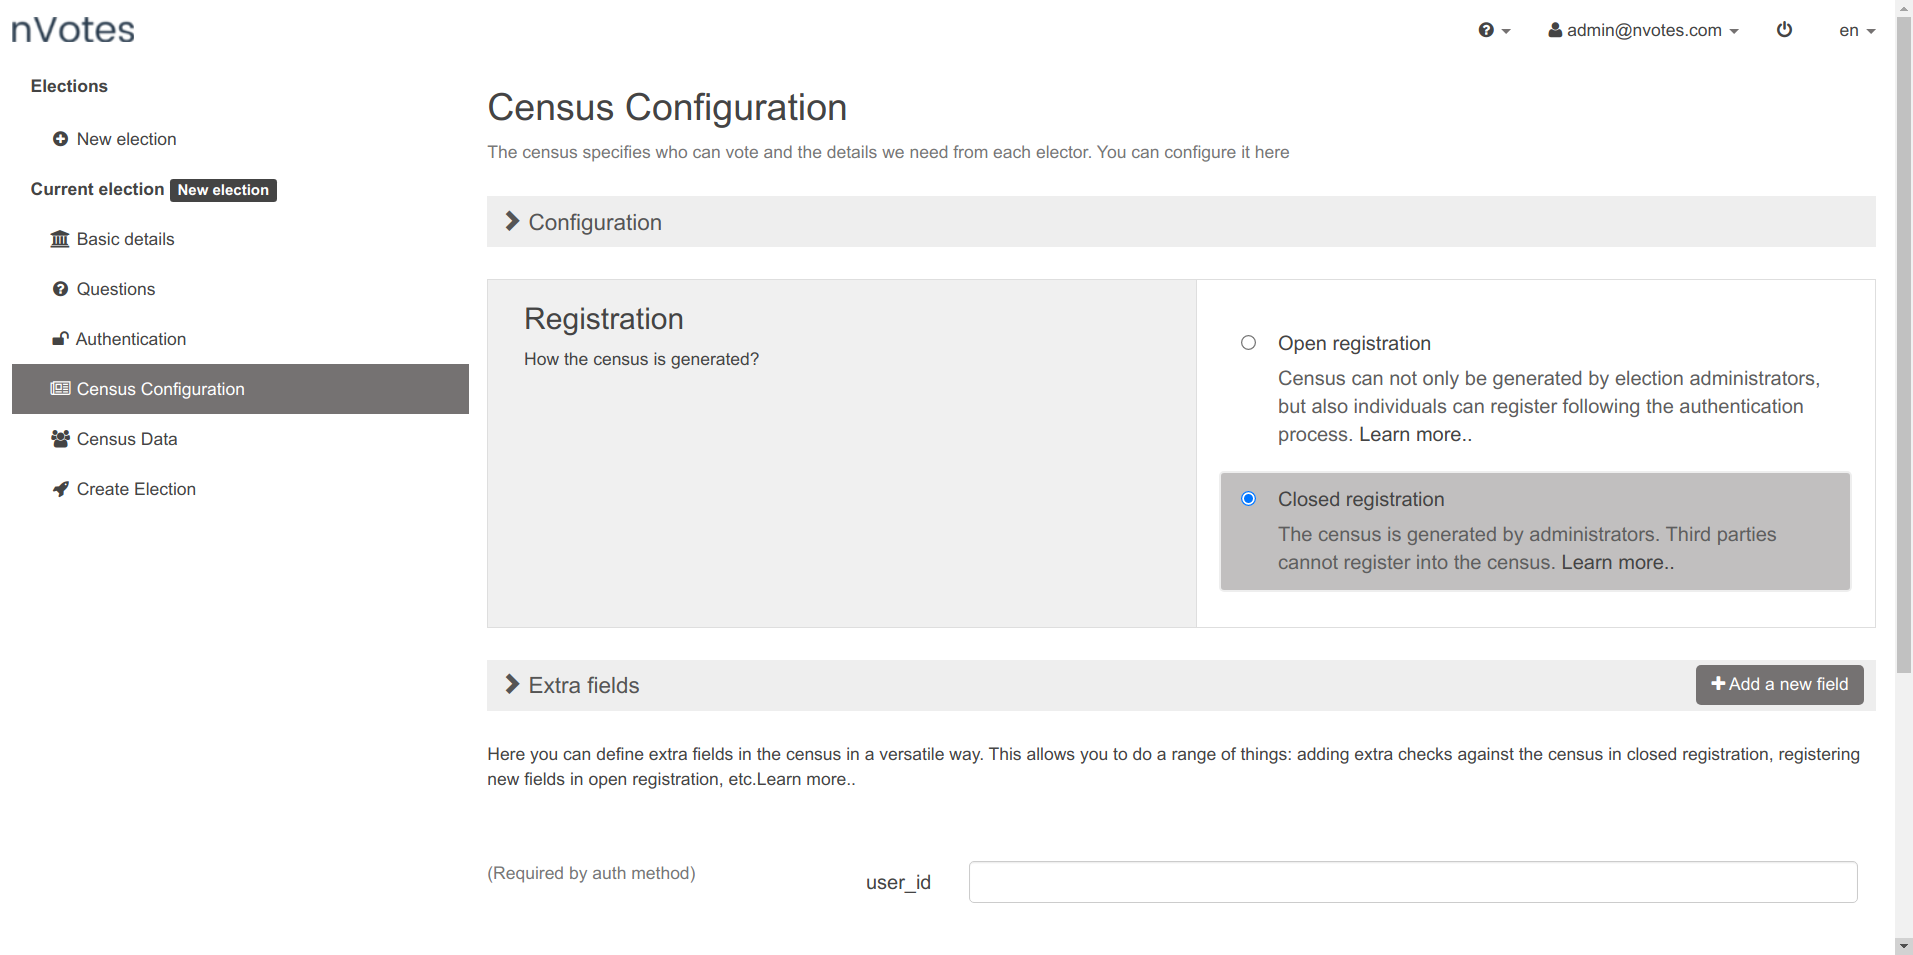 nVotes
admin@nvotes.com
en
Elections
New election
Current election New election
Basic details
Questions
Authentication
Census Configuration
Census Data
Create Election
Census Configuration
The census specifies who can vote and the details we need from each elector. You can configure it here
Configuration
Registration
How the census is generated?
Open registration
Census can not only be generated by election administrators,
but also individuals can register following the authentication
process. Learn more..
Closed registration
The census is generated by administrators. Third parties
cannot register into the census. Learn more..
Extra fields
Add a new field
Here you can define extra fields in the census in a versatile way. This allows you to do a range of things: adding extra checks against the census in closed registration, registering
new fields in open registration, etc.Learn more..
(Required by auth method)
user_id